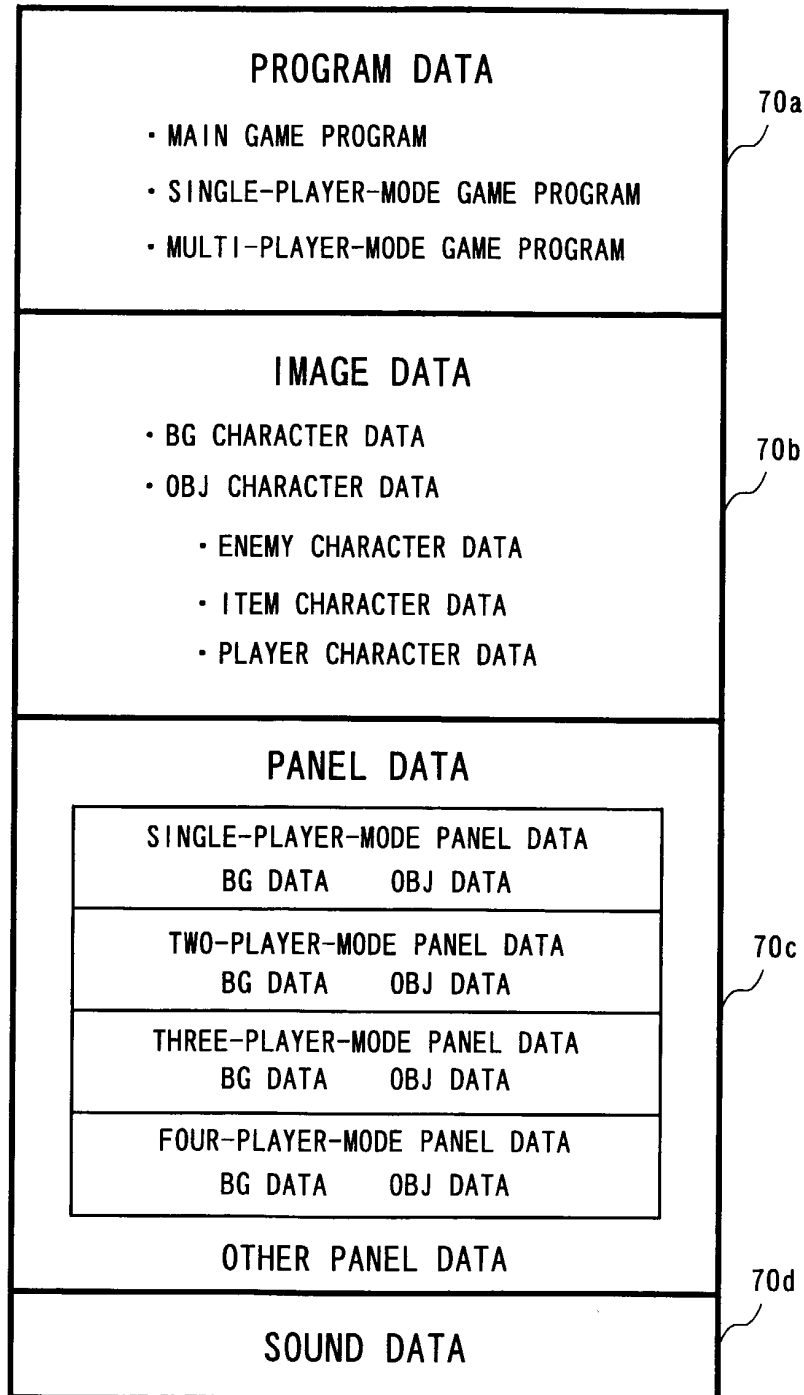 PROGRAM DATA
70a
· MAIN GAME PROGRAM
· SINGLE-PLAYER-MODE GAME PROGRAM
· MULTI-PLAYER-MODE GAME PROGRAM
IMAGE DATA
· BG CHARACTER DATA
70b
· OBJ CHARACTER DATA
· ENEMY CHARACTER DATA
· ITEM CHARACTER DATA
· PLAYER CHARACTER DATA
PANEL DATA
SINGLE-PLAYER-MODE PANEL DATA
BG DATA OBJ DATA
TWO-PLAYER-MODE PANEL DATA
70c
BG DATA OBJ DATA
THREE-PLAYER-MODE PANEL DATA
BG DATA OBJ DATA
FOUR-PLAYER-MODE PANEL DATA
BG DATA OBJ DATA
OTHER PANEL DATA
70d
SOUND DATA